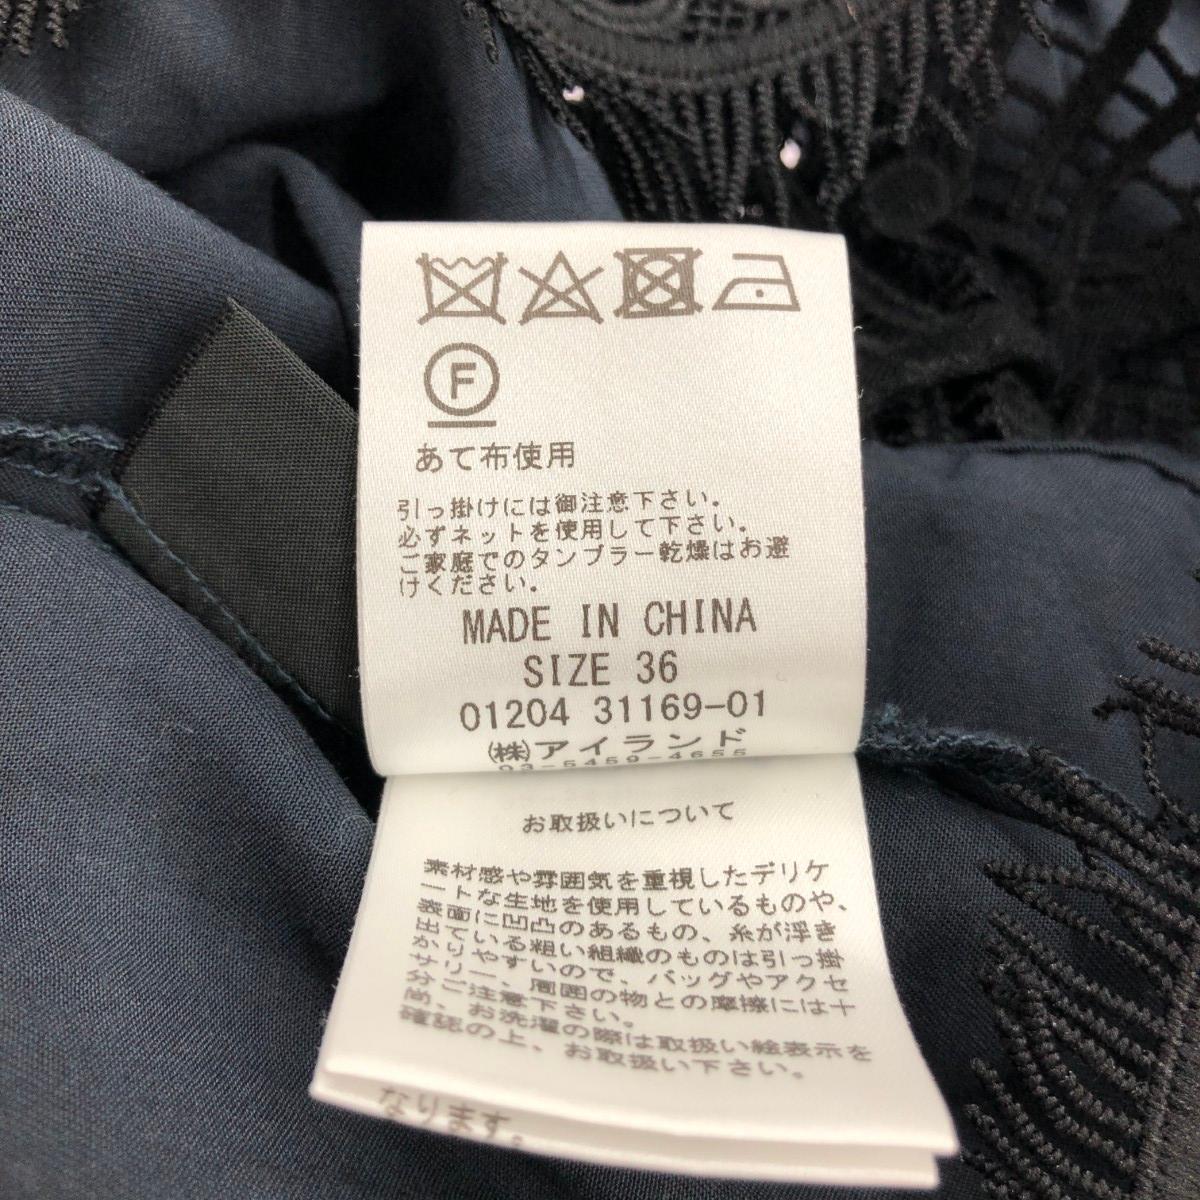 F
あて布使用
引っ掛けには御注意下さい。
必ずネットを使用して下さい。
ご家庭でのタンブラー乾燥はお避
けください。
MADE IN CHINA
SIZE 36
01204 31169-01
㈱アイランド
03-5459-4655
お取扱いについて
素材感や雰囲気を重視したデリケ
ートな生地を使用しているものや、
表面に凹凸のあるもの、糸が浮き
出ている粗い組織のものは引っ掛
かりやすいので、バッグやアクセ
サリー、周囲の物との摩擦には十
分ご注意下さい。
尚、お洗濯の際は取扱い絵表示を
確認の上、お取扱い下さい。
なります。